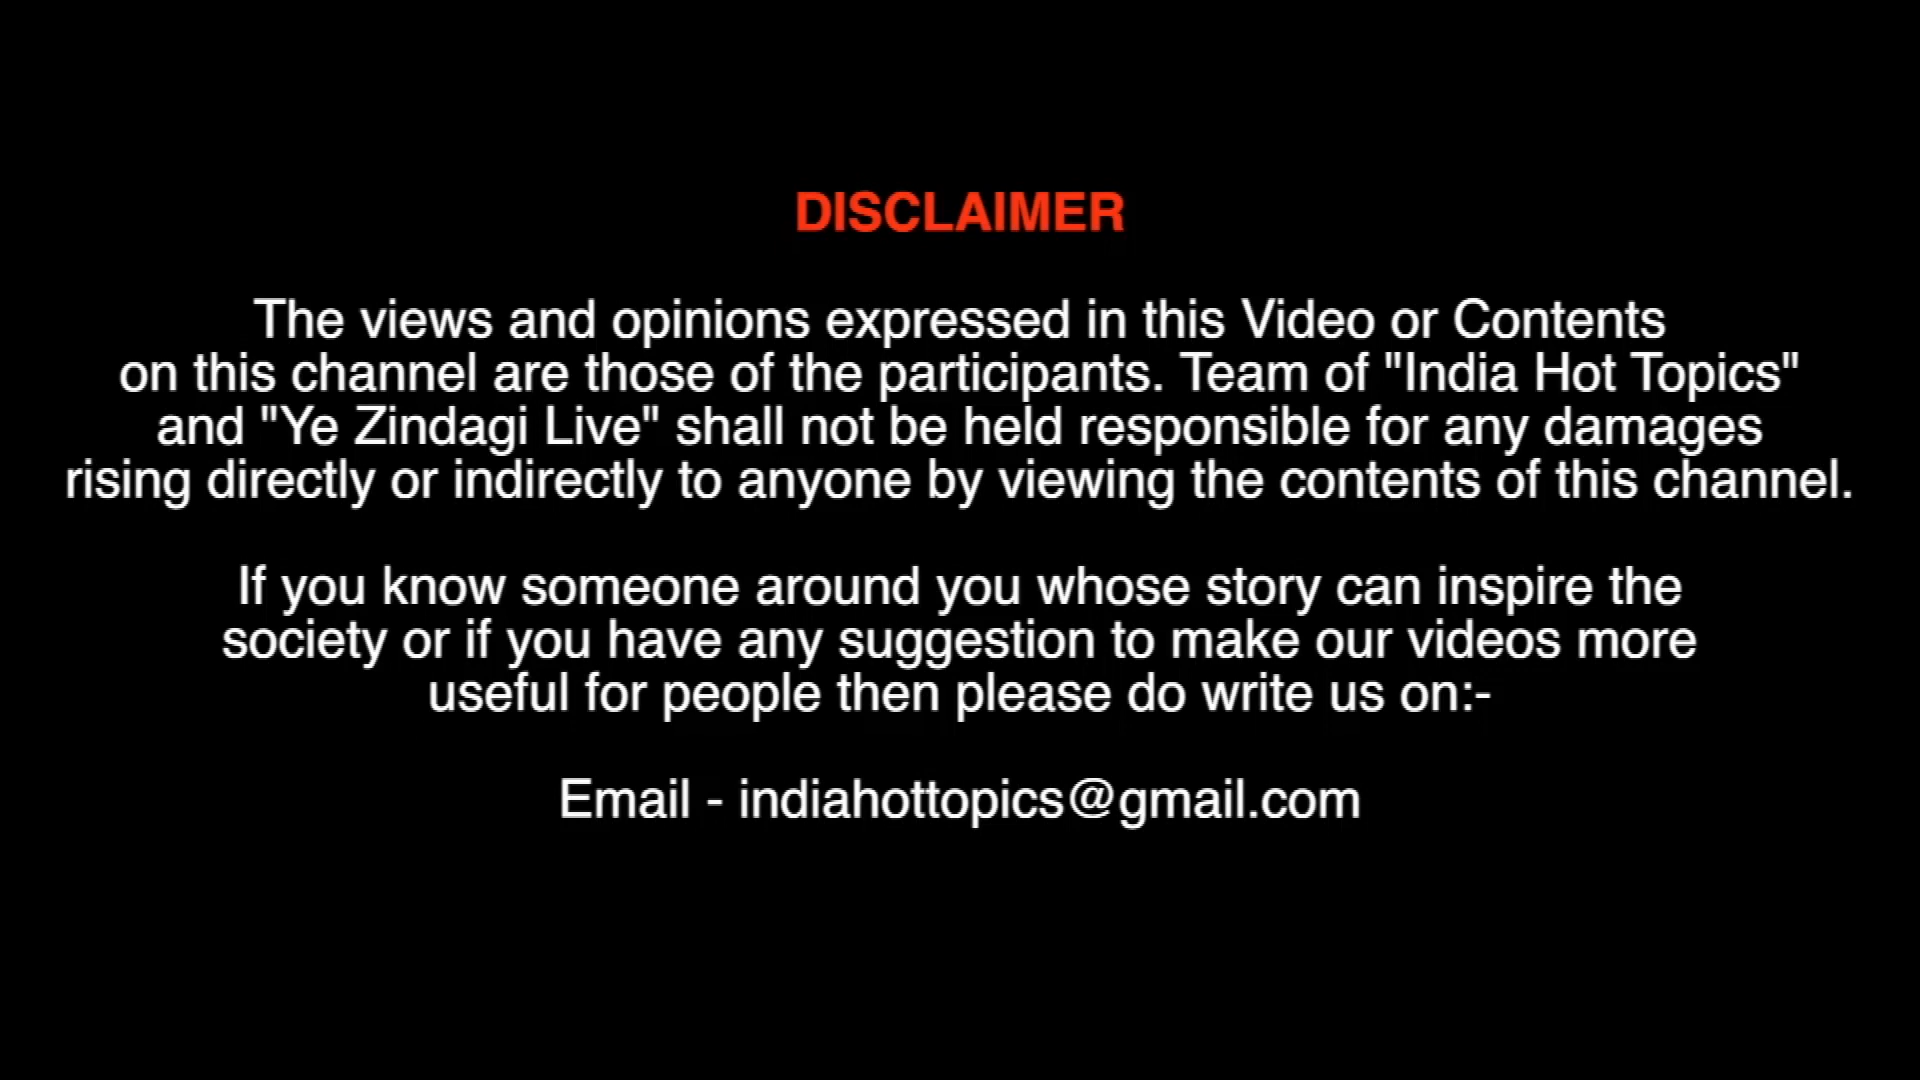 DISCLAIMER
The views and opinions expressed in this Video or Contents
on this channel are those of the participants. Team of "India Hot Topics"
and "Ye Zindagi Live" shall not be held responsible for any damages
rising directly or indirectly to anyone by viewing the contents of this channel.
If you know someone around you whose story can inspire the
society or if you have any suggestion to make our videos more
useful for people then please do write us on:-
Email - indiahottopics@gmail.com